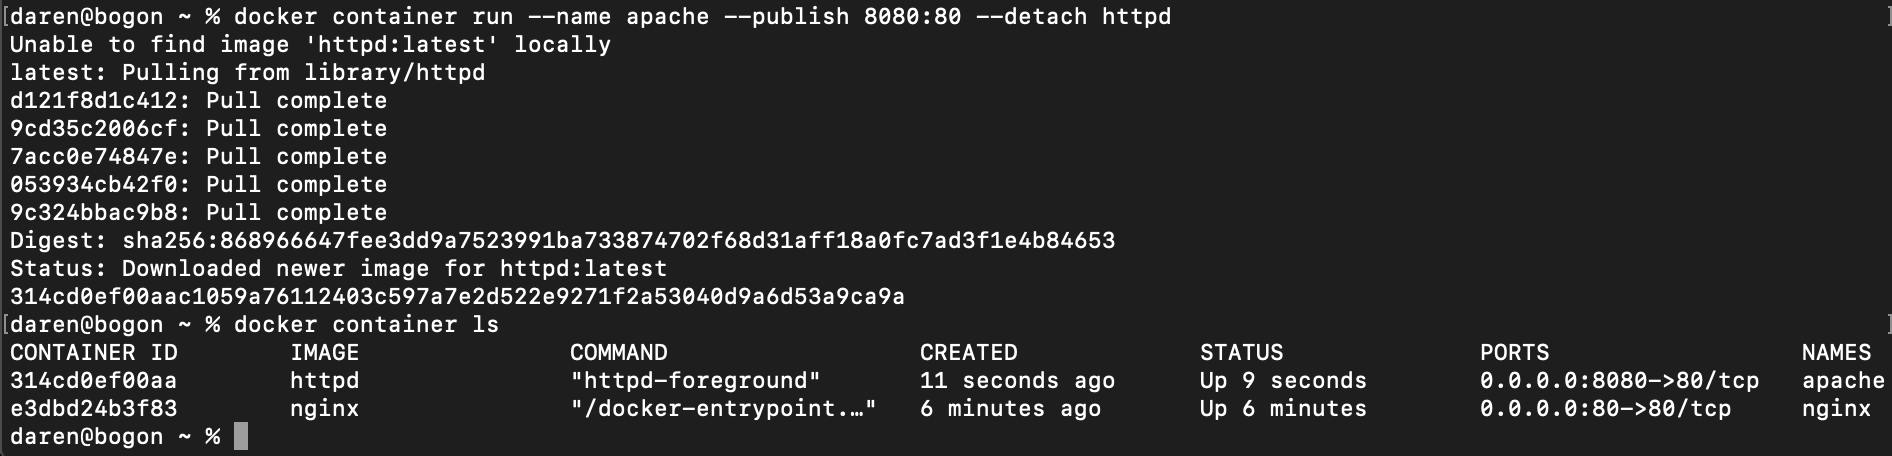 [daren@bogon ~ % docker container run --name apache --publish 8080:80 --detach httpd ]
Unable to find image 'httpd:latest' locally
latest: Pulling from library/httpd
d121f8d1c412: Pull complete
9cd35c2006cf: Pull complete
7acc0e74847e: Pull complete
053934cb42f0: Pull complete
9c324bbac9b8: Pull complete
Digest: sha256:868966647fee3dd9a7523991ba733874702f68d31aff18a0fc7ad3f1e4b84653
Status: Downloaded newer image for httpd:latest
314cd0ef00aac1059a76112403c597a7e2d522e9271f2a53040d9a6d53a9ca9a
[daren@bogon ~ % docker container ls ]
CONTAINER ID        IMAGE               COMMAND                  CREATED             STATUS              PORTS                  NAMES
314cd0ef00aa        httpd               "httpd-foreground"       11 seconds ago      Up 9 seconds        0.0.0.0:8080->80/tcp   apache
e3dbd24b3f83        nginx               "/docker-entrypoint.…"   6 minutes ago       Up 6 minutes        0.0.0.0:80->80/tcp     nginx
daren@bogon ~ %